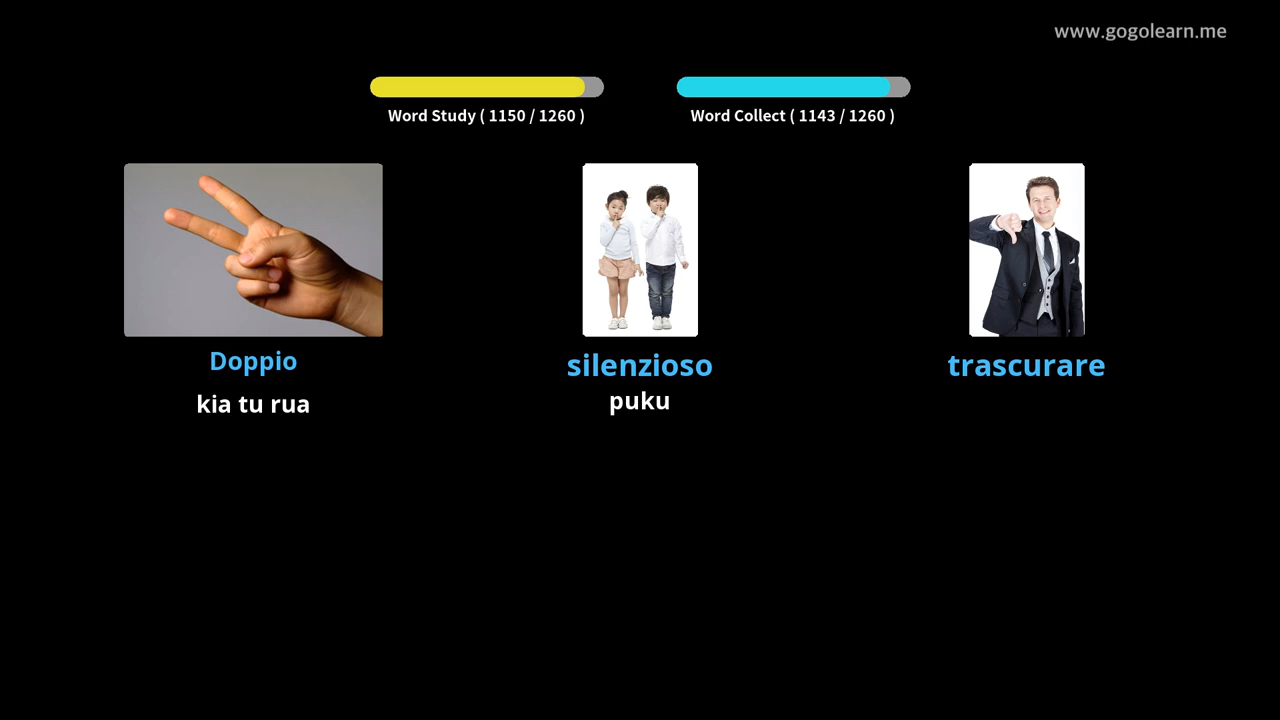 www.gogolearn.me
Word Study ( 1150 / 1260 )
Word Collect ( 1143 / 1260 )
Doppio
kia tu rua
silenzioso
puku
trascurare